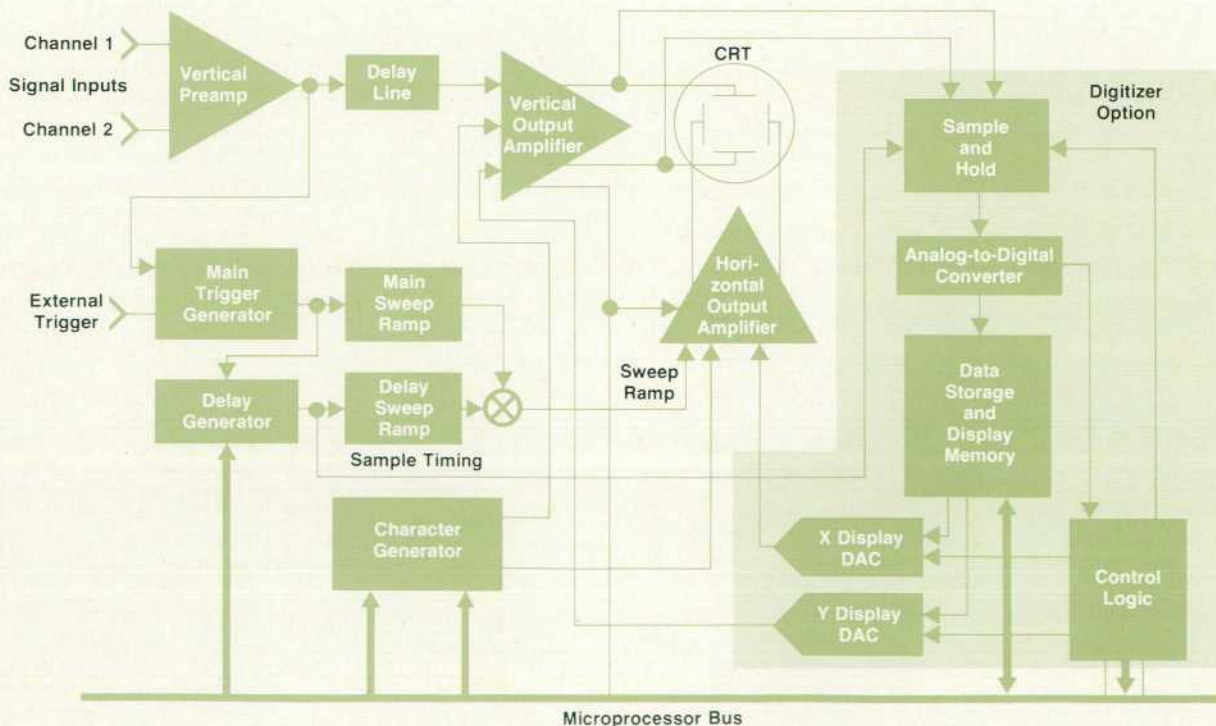 Channel 1
Signal Inputs
Channel 2
Vertical
Preamp
Delay
Line
Vertical
Output
Amplifier
CRT
Digitizer
Option
Sample
and
Hold
Analog-to-Digital
Converter
External
Trigger
Main
Trigger
Generator
Main
Sweep
Ramp
Hori-
zontal
Output
Amplifier
Delay
Generator
Delay
Sweep
Ramp
Sweep
Ramp
Sample Timing
Data
Storage
and
Display
Memory
Character
Generator
X Display
DAC
Y Display
DAC
Control
Logic
Microprocessor Bus